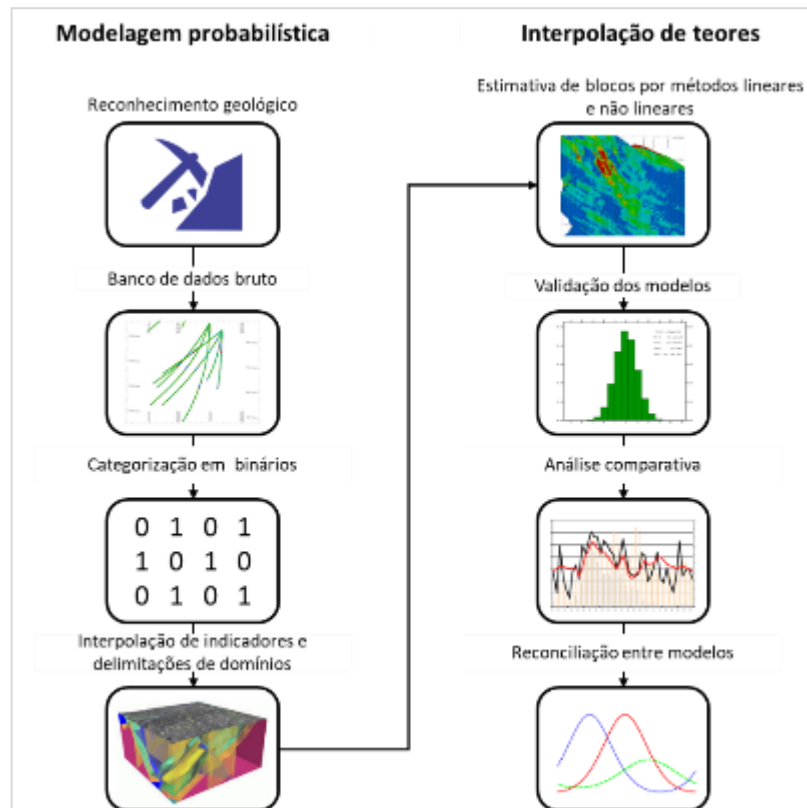 Modelagem probabilística
Reconhecimento geológico
Banco de dados bruto
Categorização em binários
0 1 0 1
1 0 1 0
0 1 0 1
Interpolação de indicadores e
delimitações de domínios
Interpolação de teores
Estimativa de blocos por métodos lineares
e não lineares
Validação dos modelos
Análise comparativa
Reconciliação entre modelos